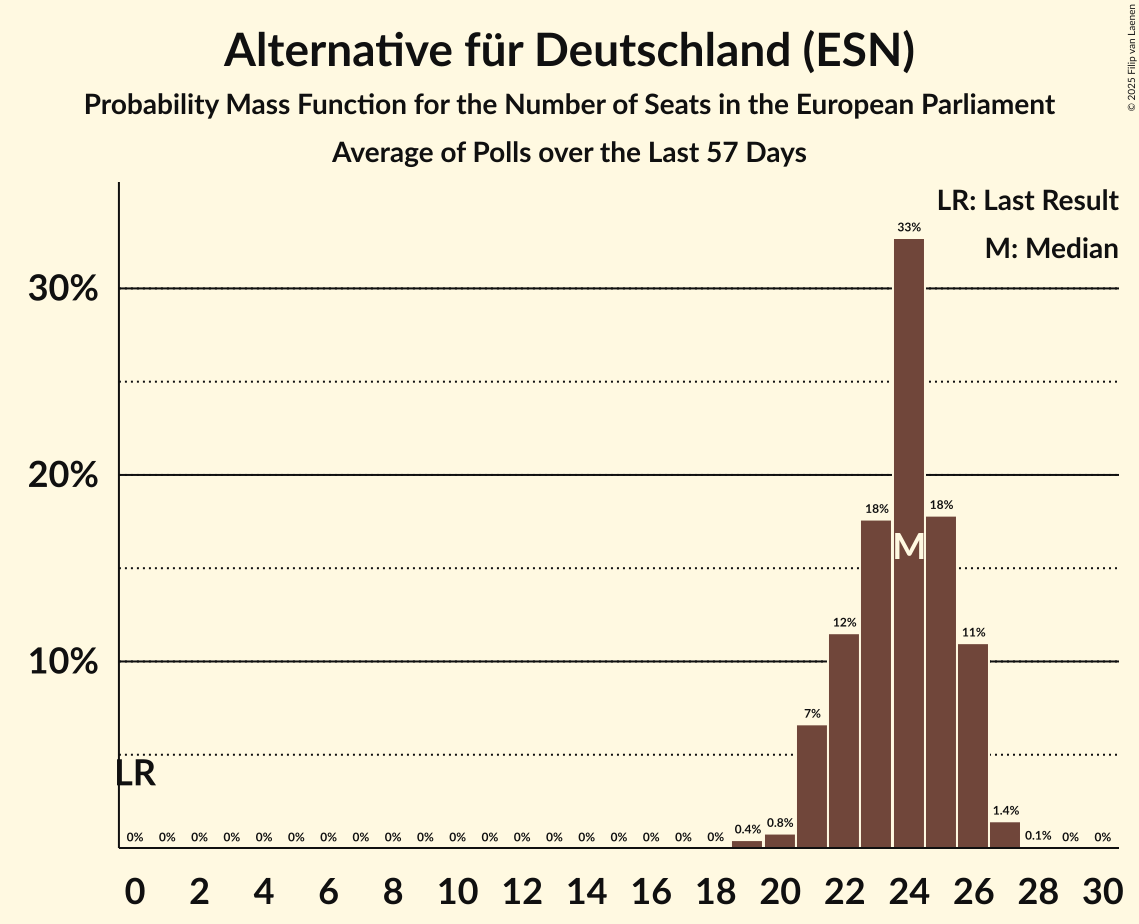 © 2025 Filip van Laenen
Alternative für Deutschland (ESN)
Probability Mass Function for the Number of Seats in the European Parliament
Average of Polls over the Last 57 Days
LR: Last Result
M: Median
30%
20%
10%
33%
18%
18%
M
12%
11%
7%
LR
0% 0% 0% 0% 0% 0% 0% 0% 0% 0% 0% 0% 0% 0% 0% 0% 0% 0% 0% 0.4% 0.8% 1.4% 0.1% 0% 0%
0 2 4 6 8 10 12 14 16 18 20 22 24 26 28 30